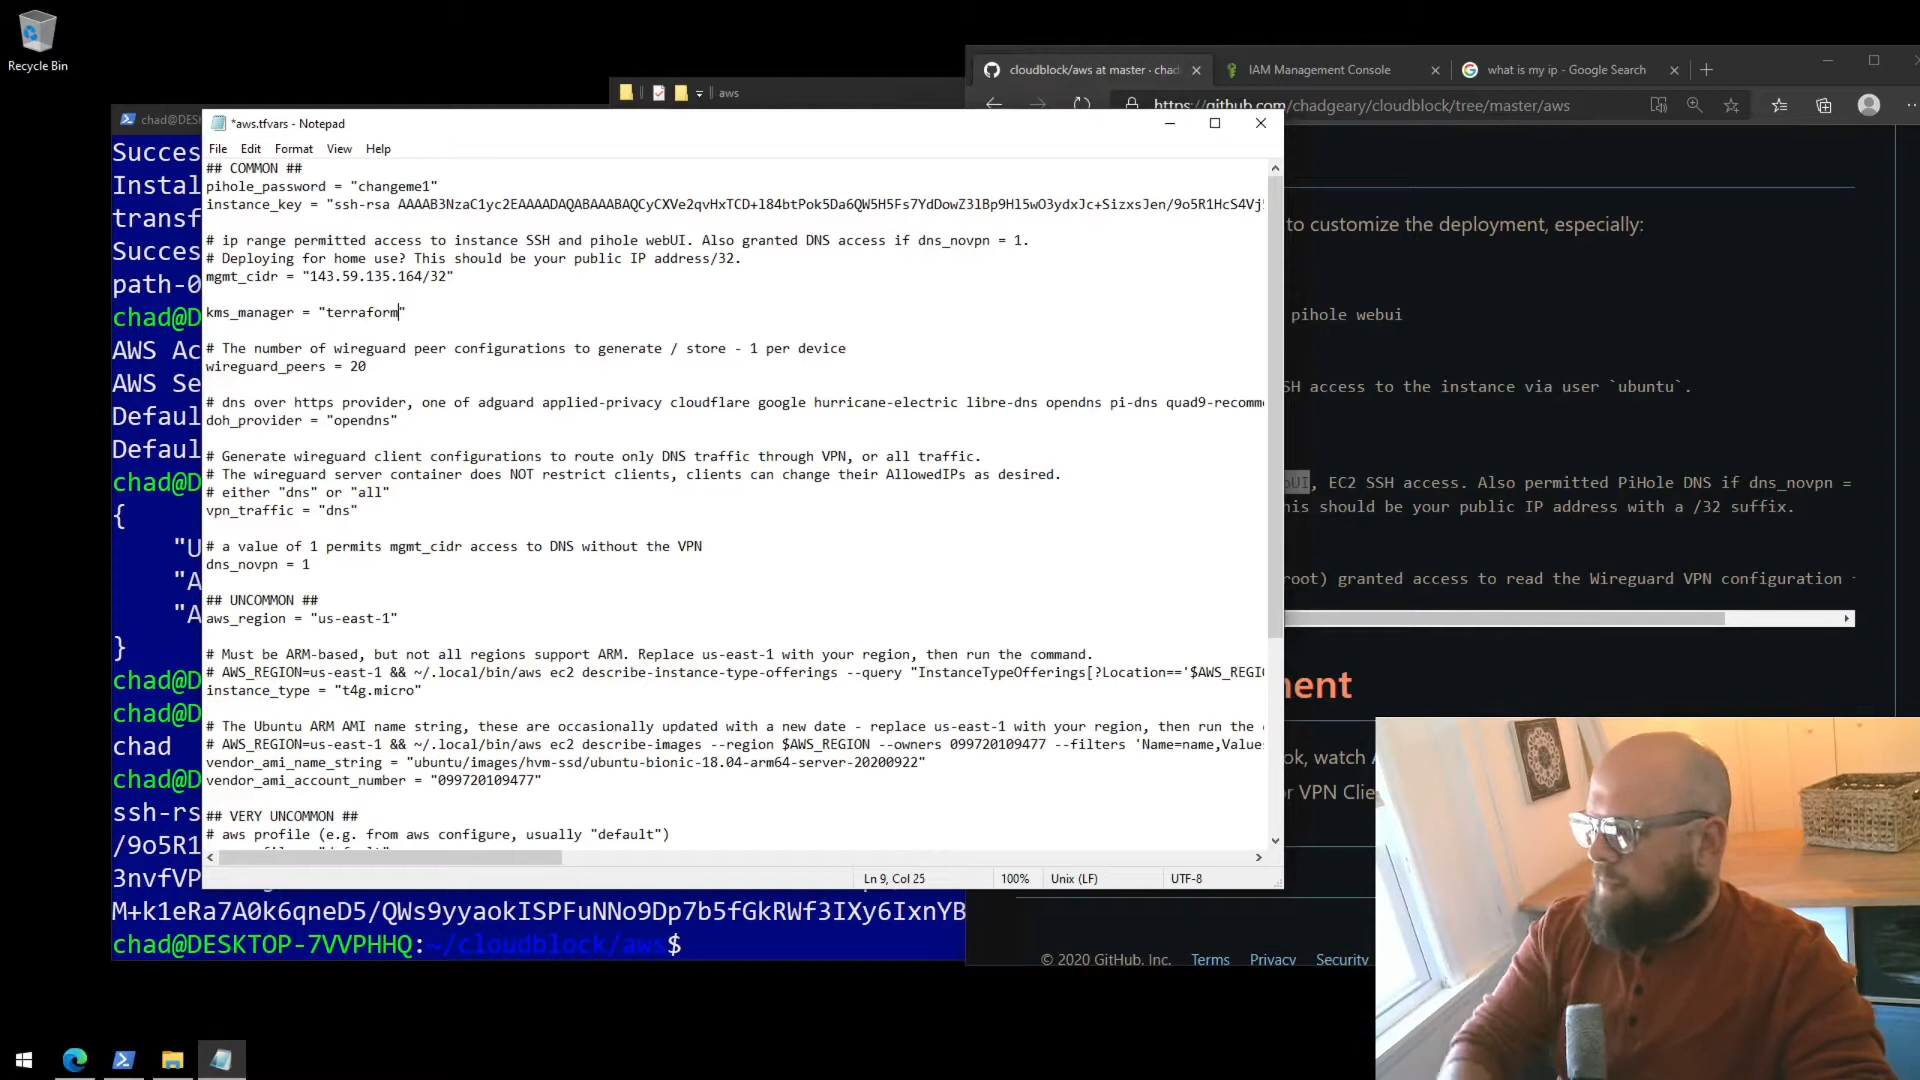 Recycle Bin
aws
cloudblock/aws at master · chad
IAM Management Console
what is my ip - Google Search
https://github.com/chadgeary/cloudblock/tree/master/aws
chad@DES
*aws.tfvars - Notepad
File Edit Format View Help
## COMMON ##
pihole_password = "changeme1"
instance_key = "ssh-rsa AAAAB3NzaC1yc2EAAAADAQABAAABAQCyCXVe2qvHxTCD+l84btPok5Da6QW5H5Fs7YdDowZ3lBp9Hl5wO3ydxJc+SizxsJen/9o5R1HcS4Vj
# ip range permitted access to instance SSH and pihole webUI. Also granted DNS access if dns_novpn = 1.
# Deploying for home use? This should be your public IP address/32.
mgmt_cidr = "143.59.135.164/32"
kms_manager = "terraform"
# The number of wireguard peer configurations to generate / store - 1 per device
wireguard_peers = 20
# dns over https provider, one of adguard applied-privacy cloudflare google hurricane-electric libre-dns opendns pi-dns quad9-recomm
doh_provider = "opendns"
# Generate wireguard client configurations to route only DNS traffic through VPN, or all traffic.
# The wireguard server container does NOT restrict clients, clients can change their AllowedIPs as desired.
# either "dns" or "all"
vpn_traffic = "dns"
# a value of 1 permits mgmt_cidr access to DNS without the VPN
dns_novpn = 1
## UNCOMMON ##
aws_region = "us-east-1"
# Must be ARM-based, but not all regions support ARM. Replace us-east-1 with your region, then run the command.
# AWS_REGION=us-east-1 && ~/.local/bin/aws ec2 describe-instance-type-offerings --query "InstanceTypeOfferings[?Location=='$AWS_REGI
instance_type = "t4g.micro"
# The Ubuntu ARM AMI name string, these are occasionally updated with a new date - replace us-east-1 with your region, then run the
# AWS_REGION=us-east-1 && ~/.local/bin/aws ec2 describe-images --region $AWS_REGION --owners 099720109477 --filters 'Name=name,Value
vendor_ami_name_string = "ubuntu/images/hvm-ssd/ubuntu-bionic-18.04-arm64-server-20200922"
vendor_ami_account_number = "099720109477"
## VERY UNCOMMON ##
# aws profile (e.g. from aws configure, usually "default")
Ln 9, Col 25
100%
Unix (LF)
UTF-8
Succes
Instal
transf
Succes
path-0
chad@D
AWS Ac
AWS Se
Defaul
Defaul
chad@D
{
"U
"A
"A
}
chad@D
chad@D
chad
chad@D
ssh-rs
/9o5R1
3nvfVP
M+k1eRa7A0k6qneD5/QWs9yyaokISPFuNNo9Dp7b5fGkRWf3IXy6IxnYB
chad@DESKTOP-7VVPHHQ:~/cloudblock/aws$
to customize the deployment, especially:
pihole webui
SH access to the instance via user `ubuntu`.
bUI, EC2 SSH access. Also permitted PiHole DNS if dns_novpn =
his should be your public IP address with a /32 suffix.
root) granted access to read the Wireguard VPN configuration
ment
ok, watch
or VPN Clie
© 2020 GitHub, Inc. Terms Privacy Security